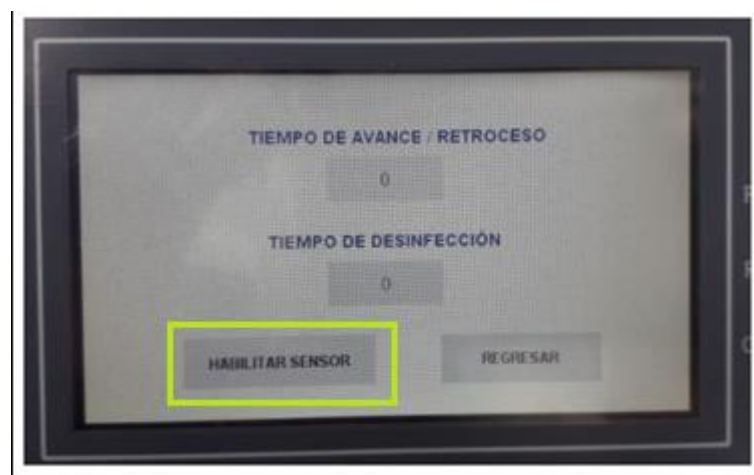 TIEMPO DE AVANCE / RETROCESO
0
TIEMPO DE DESINFECCIÓN
0
HABILITAR SENSOR
REGRESAR